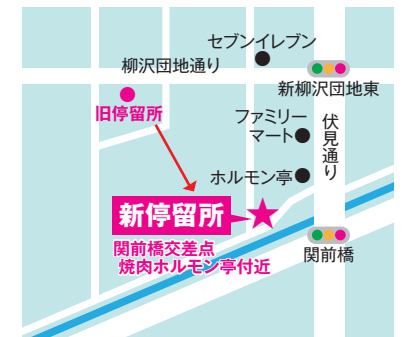 セブンイレブン
柳沢団地通り
新柳沢団地東
旧停留所
ファミリー
マート
伏見通り
ホルモン亭
新停留所
関前橋交差点
焼肉ホルモン亭付近
関前橋